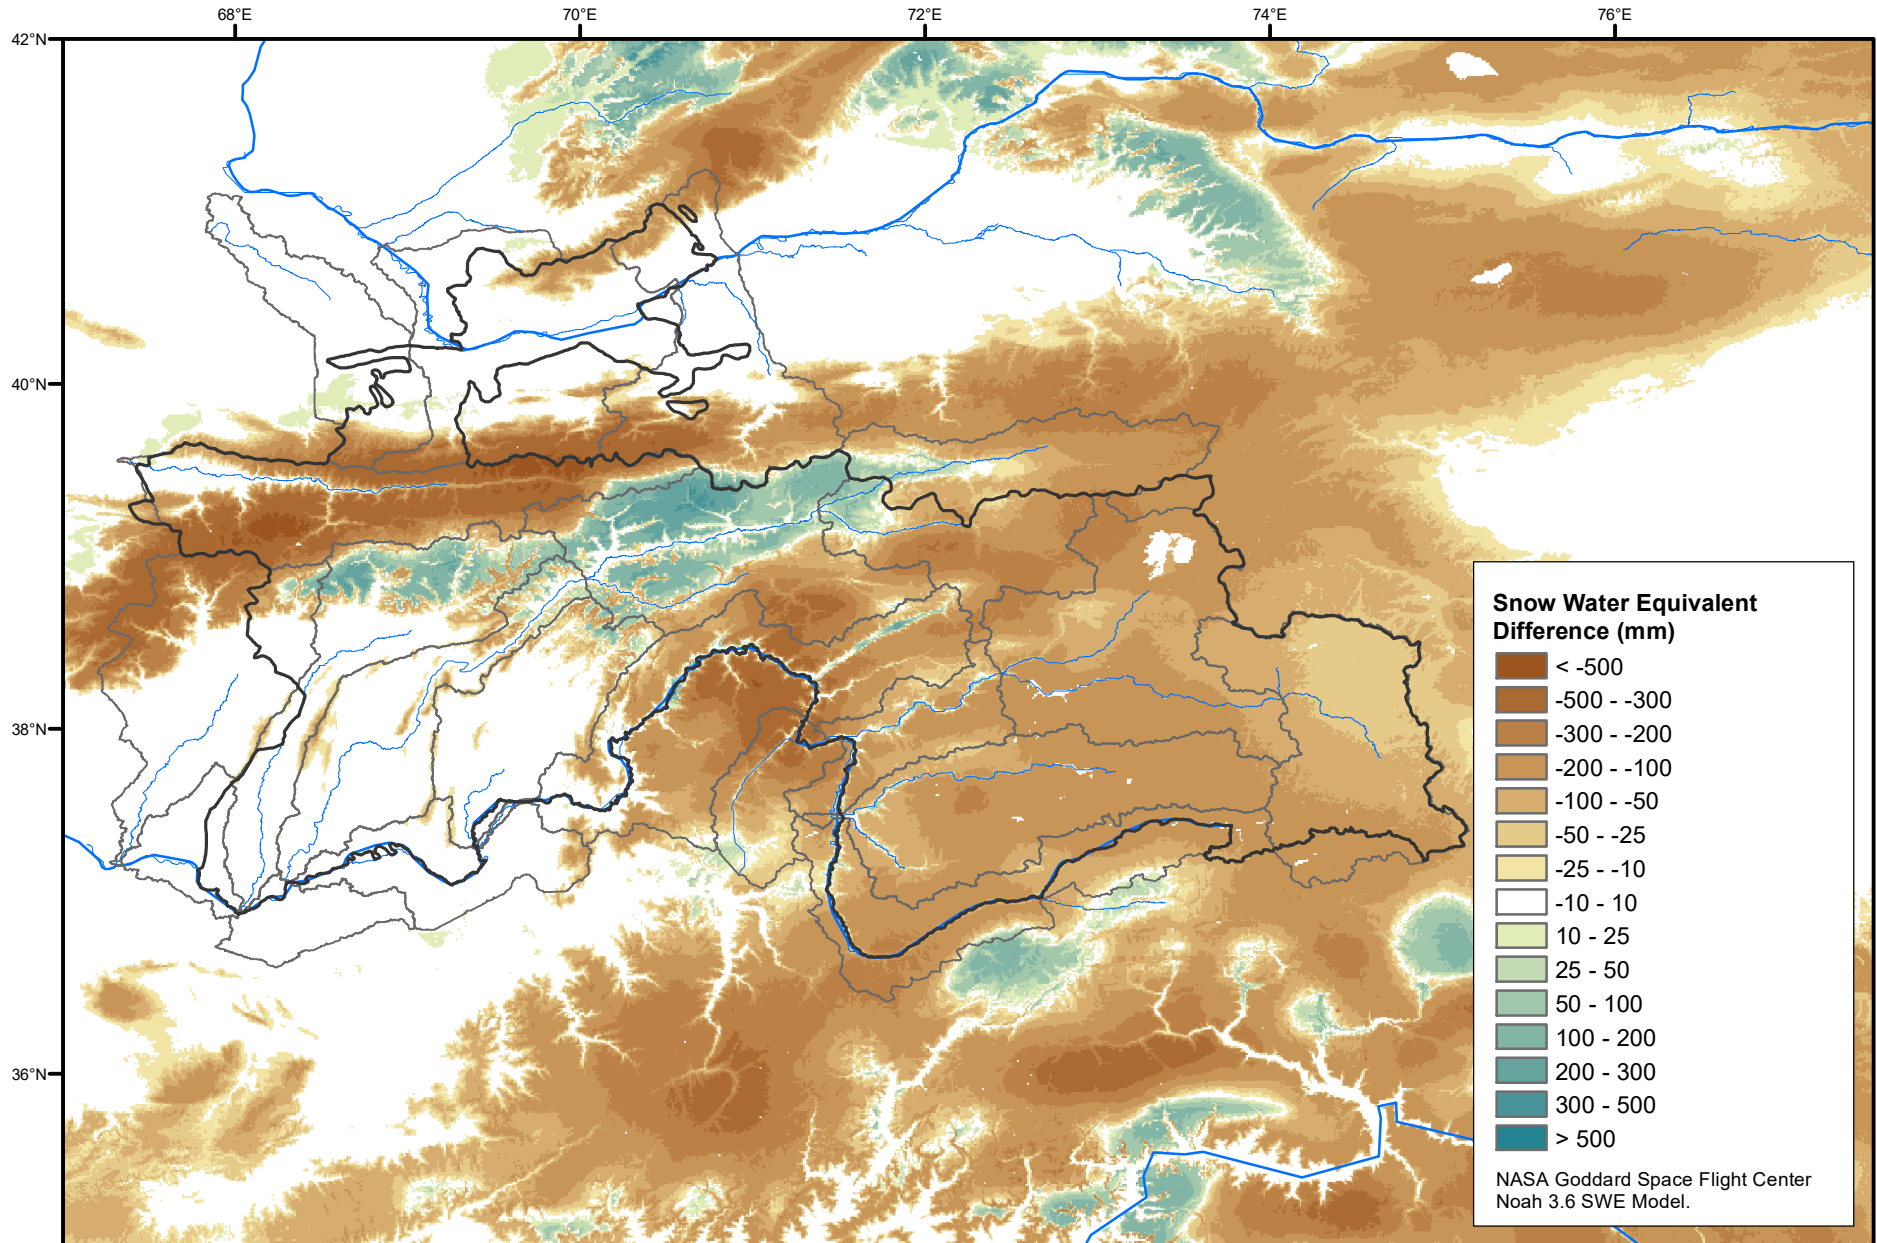 68°E 70°E 72°E 74°E 76°E
42°N
40°N
38°N
36°N
Snow Water Equivalent
Difference (mm)
< -500
-500 - -300
-300 - -200
-200 - -100
-100 - -50
-50 - -25
-25 - -10
-10 - 10
10 - 25
25 - 50
50 - 100
100 - 200
200 - 300
300 - 500
> 500
NASA Goddard Space Flight Center
Noah 3.6 SWE Model.